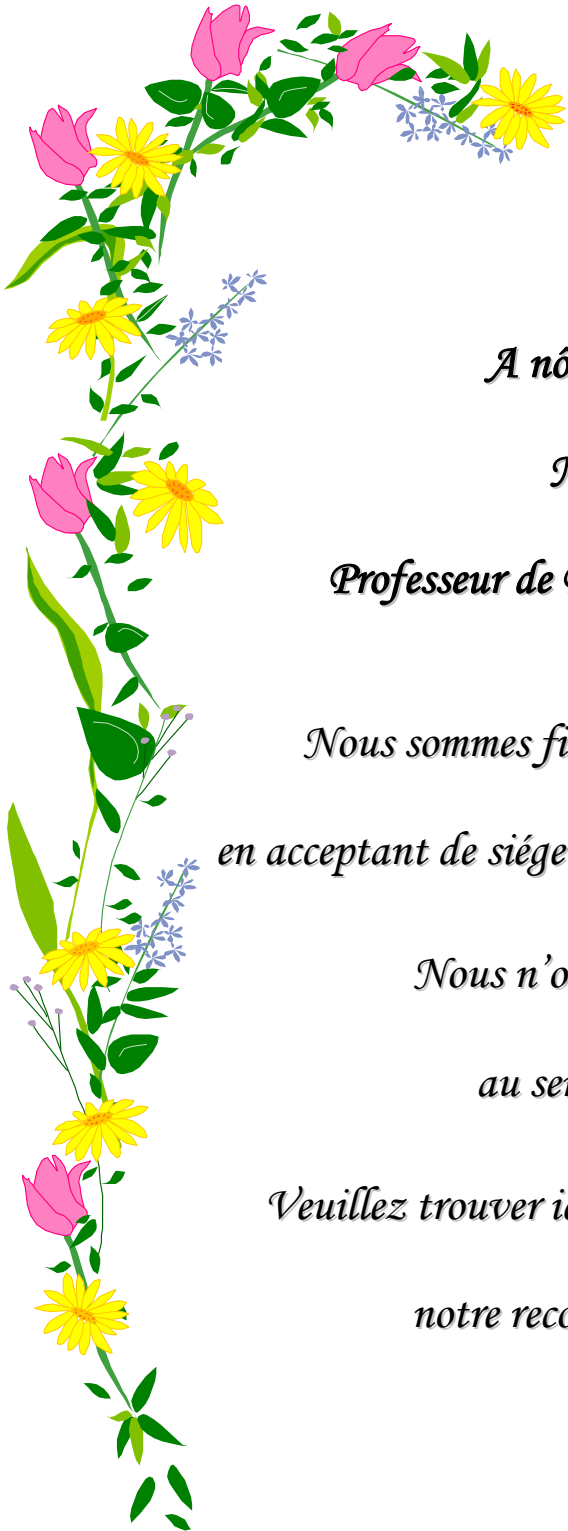 A nô
Professeur de
Nous sommes fi
en acceptant de siége
Nous n’o
au ser
Veuillez trouver ic
notre reco